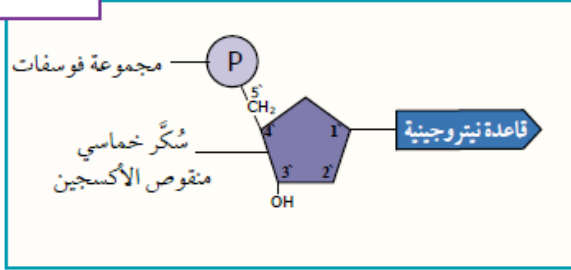 مجموعة فوسفات
P
5`
CH₂
4`
1`
قاعدة نيتروجينية
سُكَّر خماسي
منقوص الأكسجين
3`
2`
OH